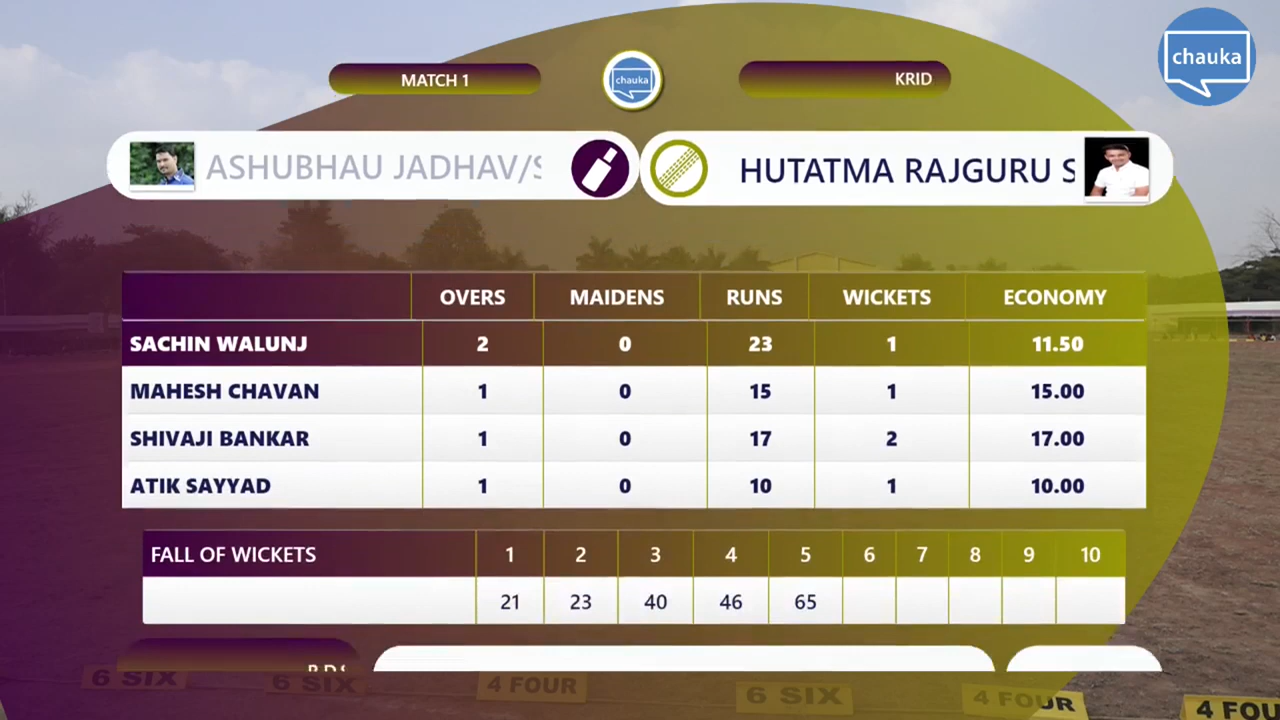 chauka
MATCH 1
chauka
KRID
ASHUBHAU JADHAV/S
HUTATMA RAJGURU S
OVERS MAIDENS RUNS WICKETS ECONOMY
SACHIN WALUNJ 2 0 23 1 11.50
MAHESH CHAVAN 1 0 15 1 15.00
SHIVAJI BANKAR 1 0 17 2 17.00
ATIK SAYYAD 1 0 10 1 10.00
FALL OF WICKETS 1 2 3 4 5 6 7 8 9 10
21 23 40 46 65
6 SIX 6 SIX 4 FOUR 6 SIX 4 FOUR 4 FOU